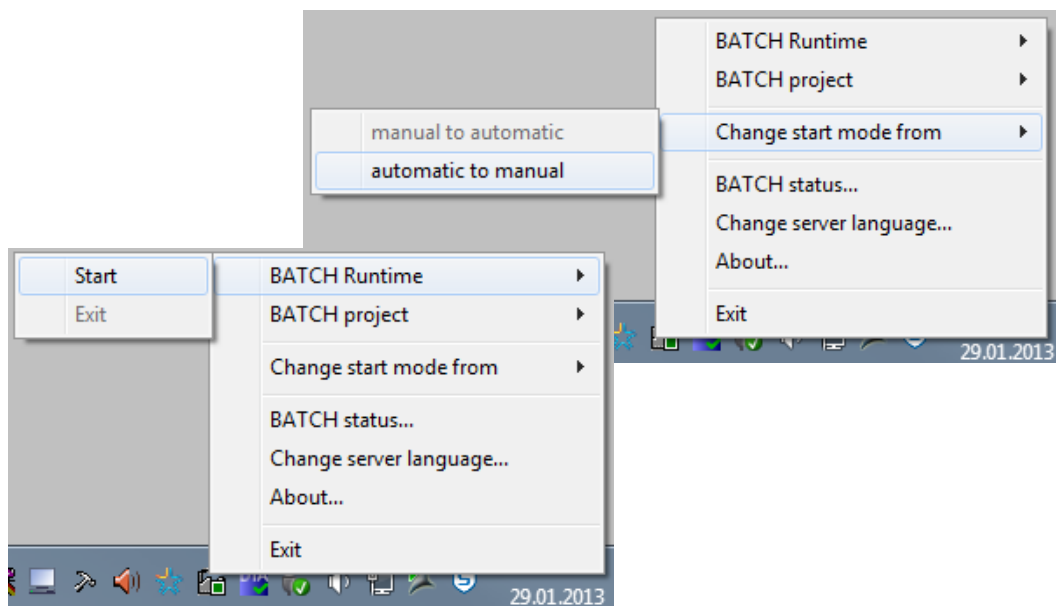 BATCH Runtime
BATCH project
Change start mode from
manual to automatic
automatic to manual
BATCH status...
Change server language...
About...
Exit
29.01.2013
Start
Exit
BATCH Runtime
BATCH project
Change start mode from
BATCH status...
Change server language...
About...
Exit
29.01.2013